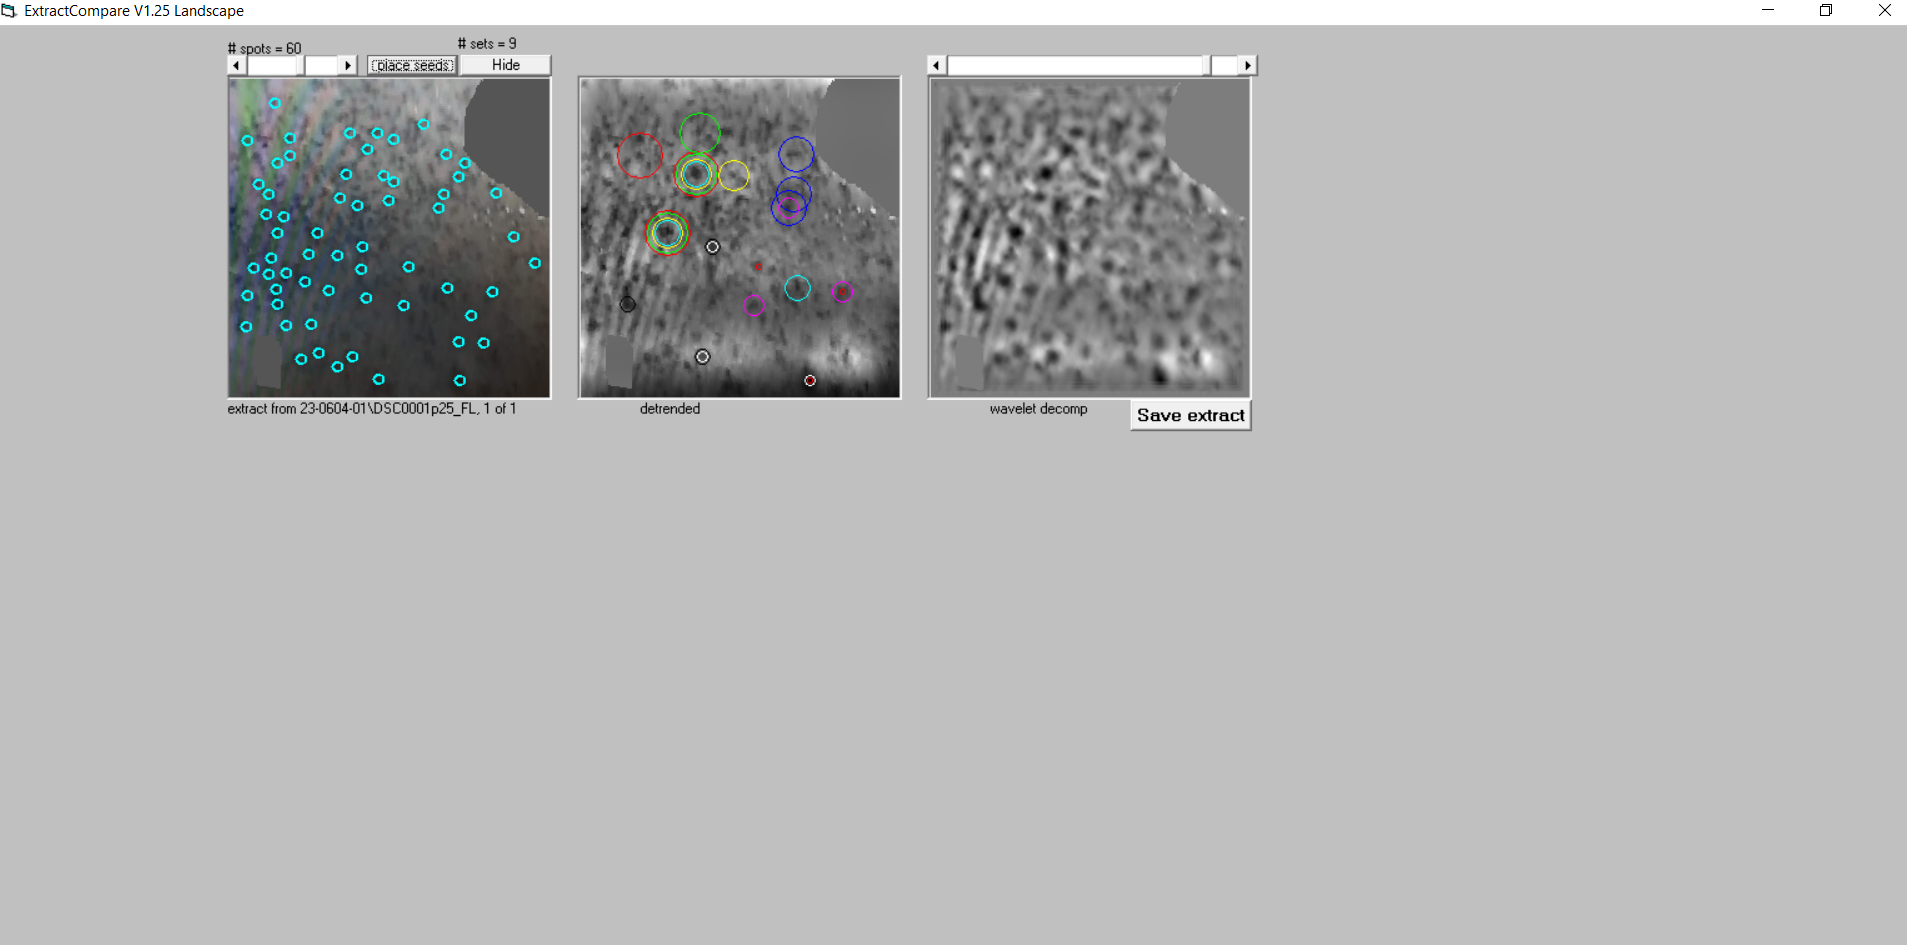 ExtractCompare V1.25 Landscape
# spots = 60
# sets = 9
place seeds
Hide
extract from 23-0604-01\DSC0001p25_FL, 1 of 1
detrended
wavelet decomp
Save extract